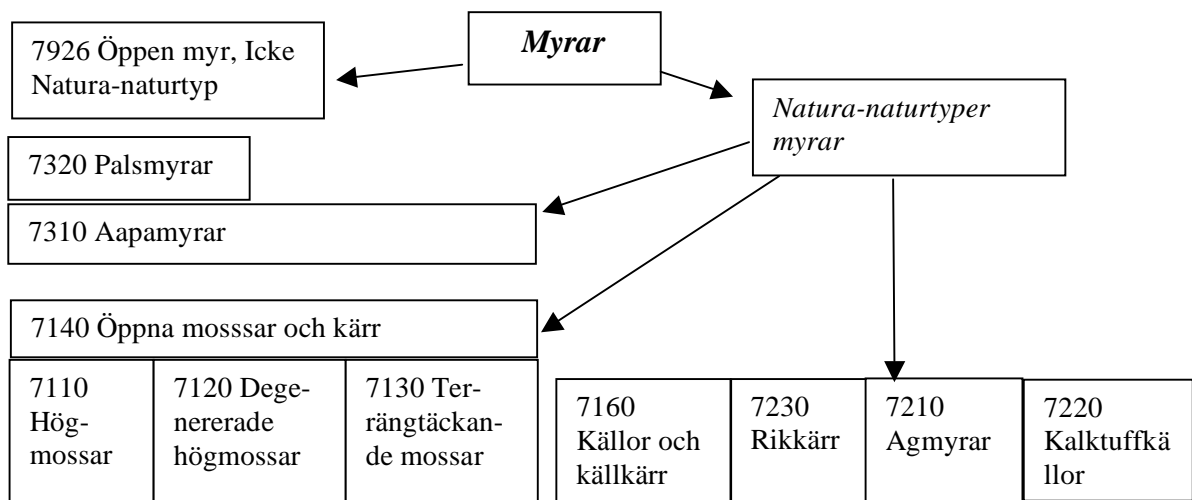 Myrar
7926 Öppen myr, Icke
Natura-naturtyp
Natura-naturtyper
myrar
7320 Palsmyrar
7310 Aapamyrar
7140 Öppna mosssar och kärr
7110
Hög-
mossar
7120 Dege-
nererade
högmossar
7130 Ter-
rängtäckan-
de mossar
7160
Källor och
källkärr
7230
Rikkärr
7210
Agmyrar
7220
Kalktuffkä
llor